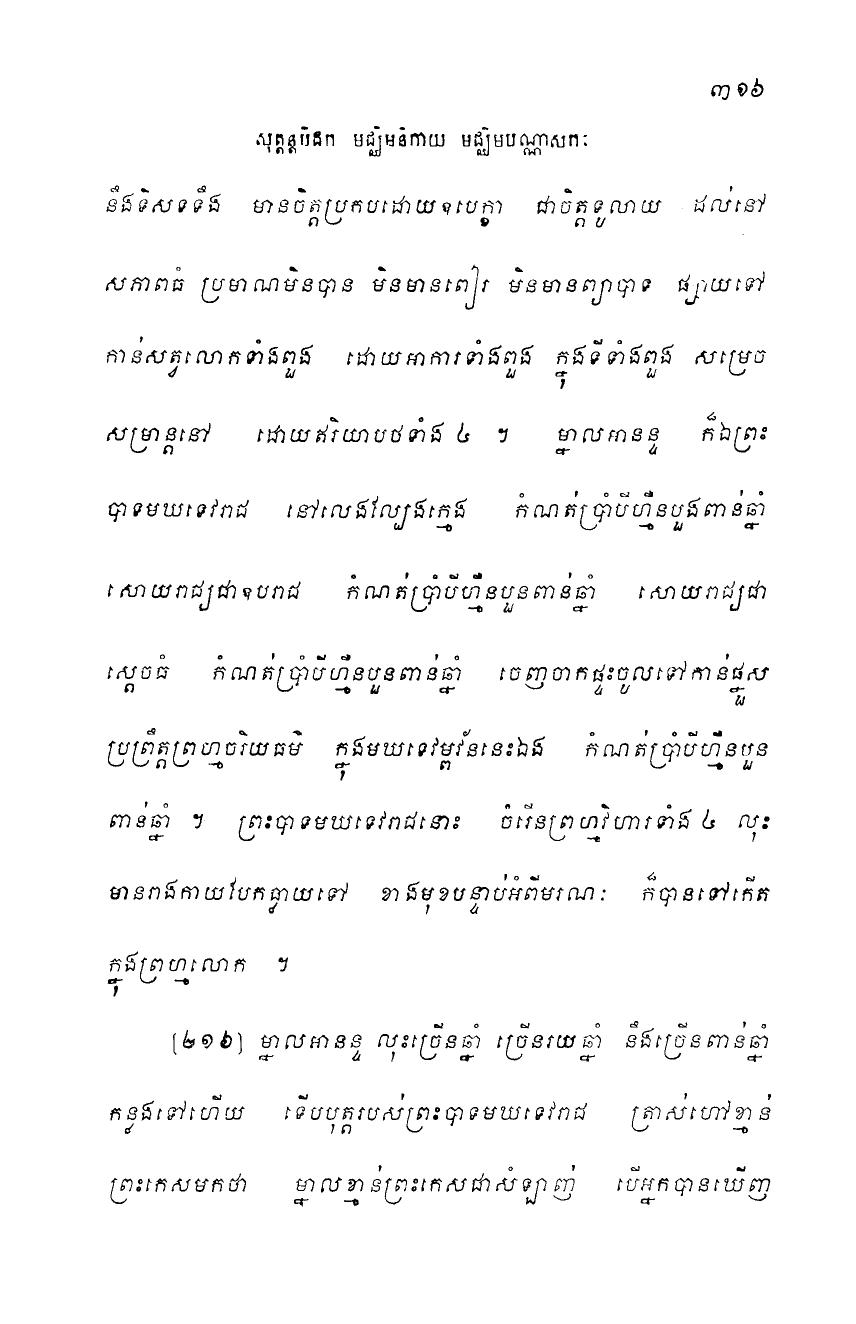 ៣១៦
សុត្តន្តបិដក មជ្ឈិមនិកាយ មជ្ឈិមបណ្ណាសកៈ
នឹងទិសទទឹង មានចិត្តប្រកបដោយឧបេក្ខា ជាចិត្តទូលាយ ដល់នៅ
សភាពធំ ប្រមាណមិនបាន មិនមានពៀរ មិនមានព្យាបាទ ផ្សាយទៅ
កាន់សត្វលោកទាំងពួង ដោយអាការទាំងពួង ក្នុងទីទាំងពួង សម្រេច
សម្រាន្តនៅ ដោយឥរិយាបថទាំង ៤ ។ ម្នាលអានន្ទ ក៏ឯព្រះ
បាទមឃទេវរាជ នៅលេងល្បែងក្មេង កំណត់ប្រាំបីហ្មឺនបួងពាន់ឆ្នាំ
សោយរាជ្យជាឧបរាជ កំណត់ប្រាំបីហ្មឺនបួនពាន់ឆ្នាំ សោយរាជ្យជា
ស្តេចធំ កំណត់ប្រាំបីហ្មឺនបួនពាន់ឆ្នាំ ចេញចាកផ្ទះចូលទៅកាន់ផ្នួស
ប្រព្រឹត្តព្រហ្មចរិយធម៌ ក្នុងមឃទេវម្ពវ័ននេះឯង កំណត់ប្រាំបីហ្មឺនបួន
ពាន់ឆ្នាំ ។ ព្រះបាទមឃទេវរាជនោះ ចំរើនព្រហ្មវិហារទាំង ៤ លុះ
មានរាងកាយបែកធ្លាយទៅ ខាងមុខបន្ទាប់អំពីមរណៈ ក៏បានទៅកើត
ក្នុងព្រហ្មលោក ។
[២១៦] ម្នាលអានន្ទ លុះច្រើនឆ្នាំ ច្រើនរយឆ្នាំ នឹងច្រើនពាន់ឆ្នាំ
កន្លងទៅហើយ ទើបបុត្តរបស់ព្រះបាទមឃទេវរាជ ត្រាស់ហៅខ្មាន់
ព្រះកេសមកថា ម្នាលខ្មាន់ព្រះកេសជាសំឡាញ់ បើអ្នកបានឃើញ